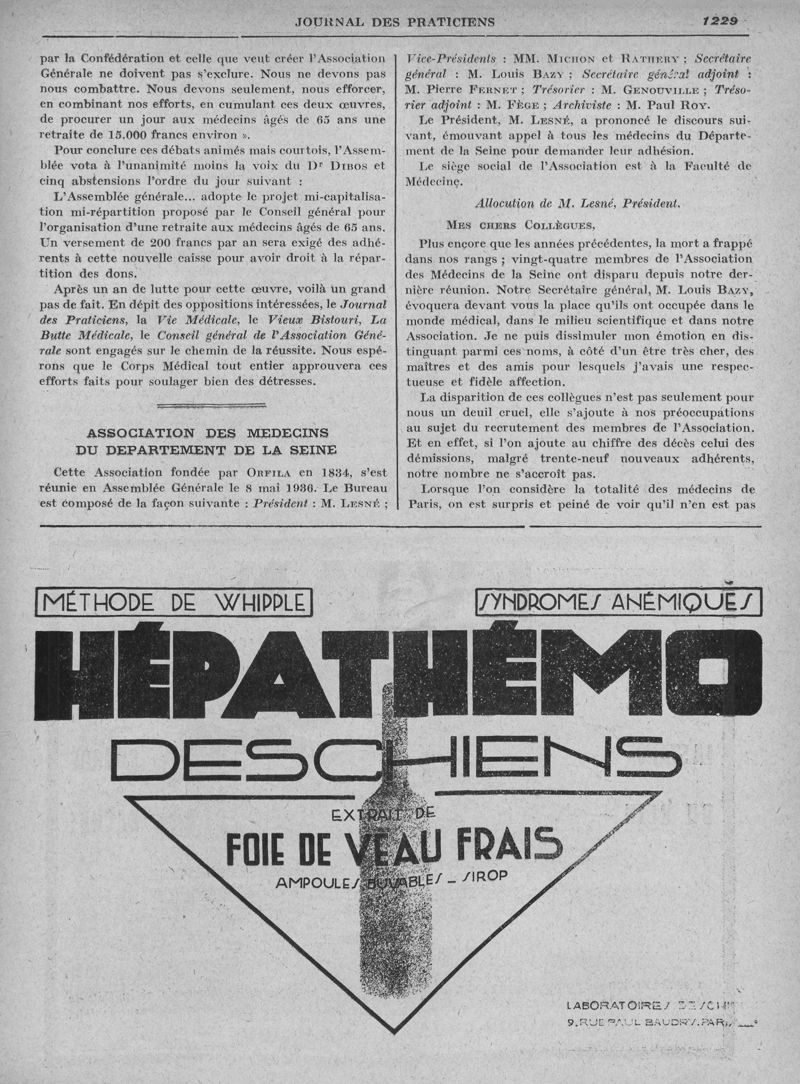 JOURNAL DES PRATICIENS 1229
par la Confédération et celle que veut créer l'Association
Générale ne doivent pas s'exclure. Nous ne devons pas
nous combattre. Nous devons seulement, nous efforcer,
en combinant nos efforts, en cumulant ces deux œuvres,
de procurer un jour aux médecins âgés de 65 ans une
retraite de 15.000 francs environ ».
Pour conclure ces débats animés mais courtois, l'Assem-
blée vota à l'unanimité moins la voix du Dr DIBOS et
cinq abstensions l'ordre du jour suivant :
L'Assemblée générale... adopte le projet mi-capitalisa-
tion mi-répartition proposé par le Conseil général pour
l'organisation d'une retraite aux médecins âgés de 65 ans.
Un versement de 200 francs par an sera exigé des adhé-
rents à cette nouvelle caisse pour avoir droit à la répar-
tition des dons.
Après un an de lutte pour cette œuvre, voilà un grand
pas de fait. En dépit des oppositions intéressées, le Journal
des Praticiens, la Vie Médicale, le Vieux Bistouri, La
Butte Médicale, le Conseil général de l'Association Géné-
rale sont engagés sur le chemin de la réussite. Nous espé-
rons que le Corps Médical tout entier approuvera ces
efforts faits pour soulager bien des détresses.
ASSOCIATION DES MEDECINS
DU DEPARTEMENT DE LA SEINE
Cette Association fondée par ORFILA en 1834, s'est
réunie en Assemblée Générale le 8 mai 1936. Le Bureau
est composé de la façon suivante : Président : M. LESNÉ ;
Vice-Présidents : MM. MICHON et RATHERY ; Secrétaire
général : M. Louis BAZY ; Secrétaire général adjoint :
M. Pierre FERNET ; Trésorier : M. GENOUVILLE ; Tréso-
rier adjoint : M. FÈGE ; Archiviste : M. Paul ROY.
Le Président, M. LESNÉ, a prononcé le discours sui-
vant, émouvant appel à tous les médecins du Départe-
ment de la Seine pour demander leur adhésion.
Le siège social de l'Association est à la Faculté de
Médecine.
Allocution de M. Lesné, Président.
MES CHERS COLLÈGUES,
Plus encore que les années précédentes, la mort a frappé
dans nos rangs ; vingt-quatre membres de l'Association
des Médecins de la Seine ont disparu depuis notre der-
nière réunion. Notre Secrétaire général, M. Louis BAZY,
évoquera devant vous la place qu'ils ont occupée dans le
monde médical, dans le milieu scientifique et dans notre
Association. Je ne puis dissimuler mon émotion en dis-
tinguant parmi ces noms, à côté d'un être très cher, des
maîtres et des amis pour lesquels j'avais une respec-
tueuse et fidèle affection.
La disparition de ces collègues n'est pas seulement pour
nous un deuil cruel, elle s'ajoute à nos préoccupations
au sujet du recrutement des membres de l'Association.
Et en effet, si l'on ajoute au chiffre des décès celui des
démissions, malgré trente-neuf nouveaux adhérents,
notre nombre ne s'accroît pas.
Lorsque l'on considère la totalité des médecins de
Paris, on est surpris et peiné de voir qu'il n'en est pas
MÉTHODE DE WHIPPLE
SYNDROMES ANÉMIQUES
HÉPATHÉMO
DESCHIENS
EXTRAIT DE
FOIE DE VEAU FRAIS
AMPOULES BUVABLES _ SIROP
LABORATOIRES DESCHI
9, RUE PAUL BAUDRY, PARI